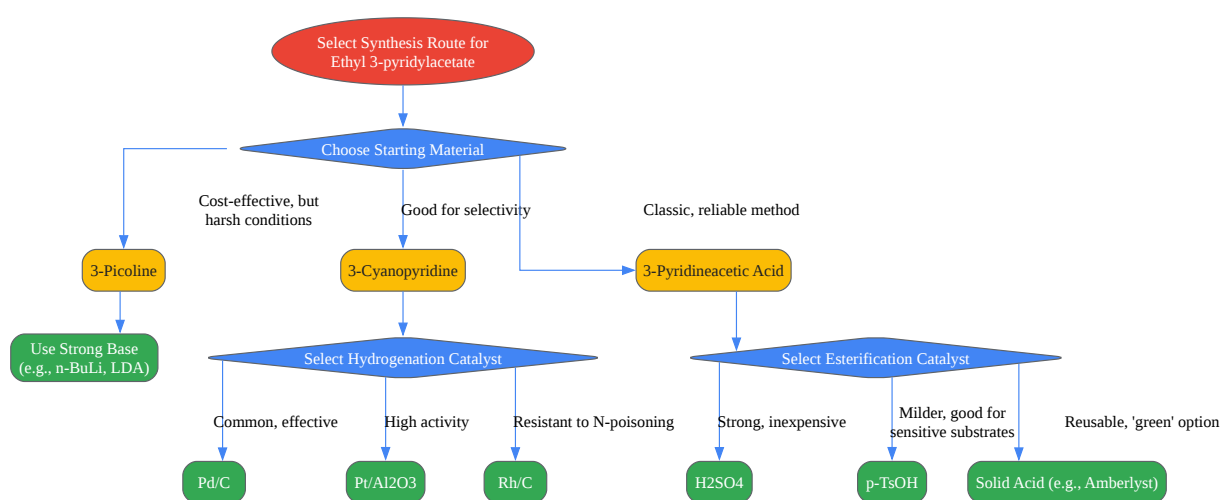 Select Synthesis Route for
Ethyl 3-pyridylacetate
Choose Starting Material
Cost-effective, but
harsh conditions
Good for selectivity
Classic, reliable method
3-Picoline
3-Cyanopyridine
3-Pyridineacetic Acid
Use Strong Base
(e.g., n-BuLi, LDA)
Select Hydrogenation Catalyst
Select Esterification Catalyst
Common, effective
High activity
Resistant to N-poisoning
Strong, inexpensive
Milder, good for
sensitive substrates
Reusable, 'green' option
Pd/C
Pt/Al2O3
Rh/C
H2SO4
p-TsOH
Solid Acid (e.g., Amberlyst)